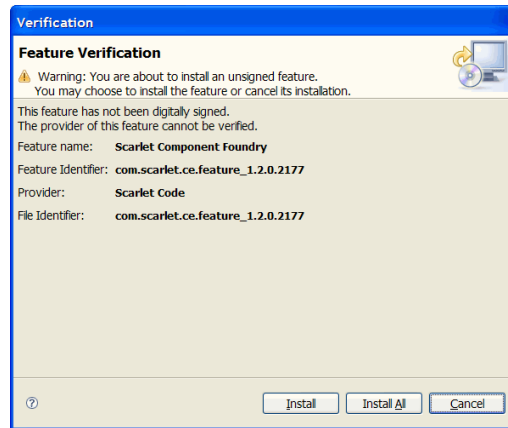 Verification
Feature Verification
Warning: You are about to install an unsigned feature.
You may choose to install the feature or cancel its installation.
This feature has not been digitally signed.
The provider of this feature cannot be verified.
Feature name: Scarlet Component Foundry
Feature Identifier: com.scarlet.ce.feature_1.2.0.2177
Provider: Scarlet Code
File Identifier: com.scarlet.ce.feature_1.2.0.2177
? Install Install All Cancel